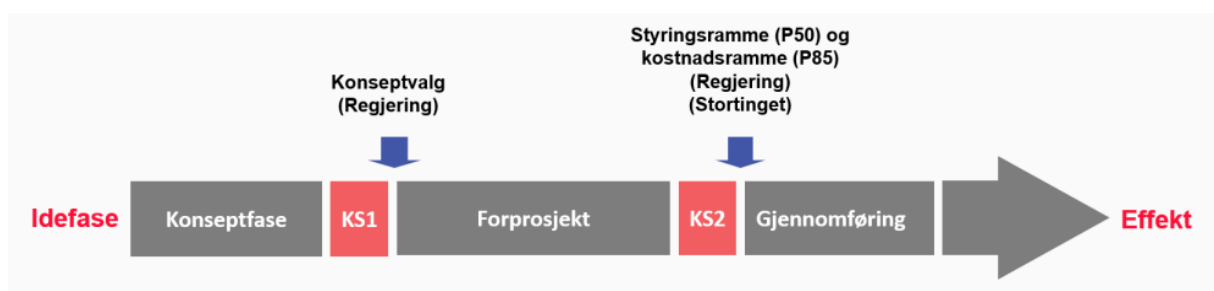 Styringsramme (P50) og
kostnadsramme (P85)
(Regjering)
(Stortinget)
Konseptvalg
(Regjering)
Idefase
Konseptfase
KS1
Forprosjekt
KS2
Gjennomføring
Effekt